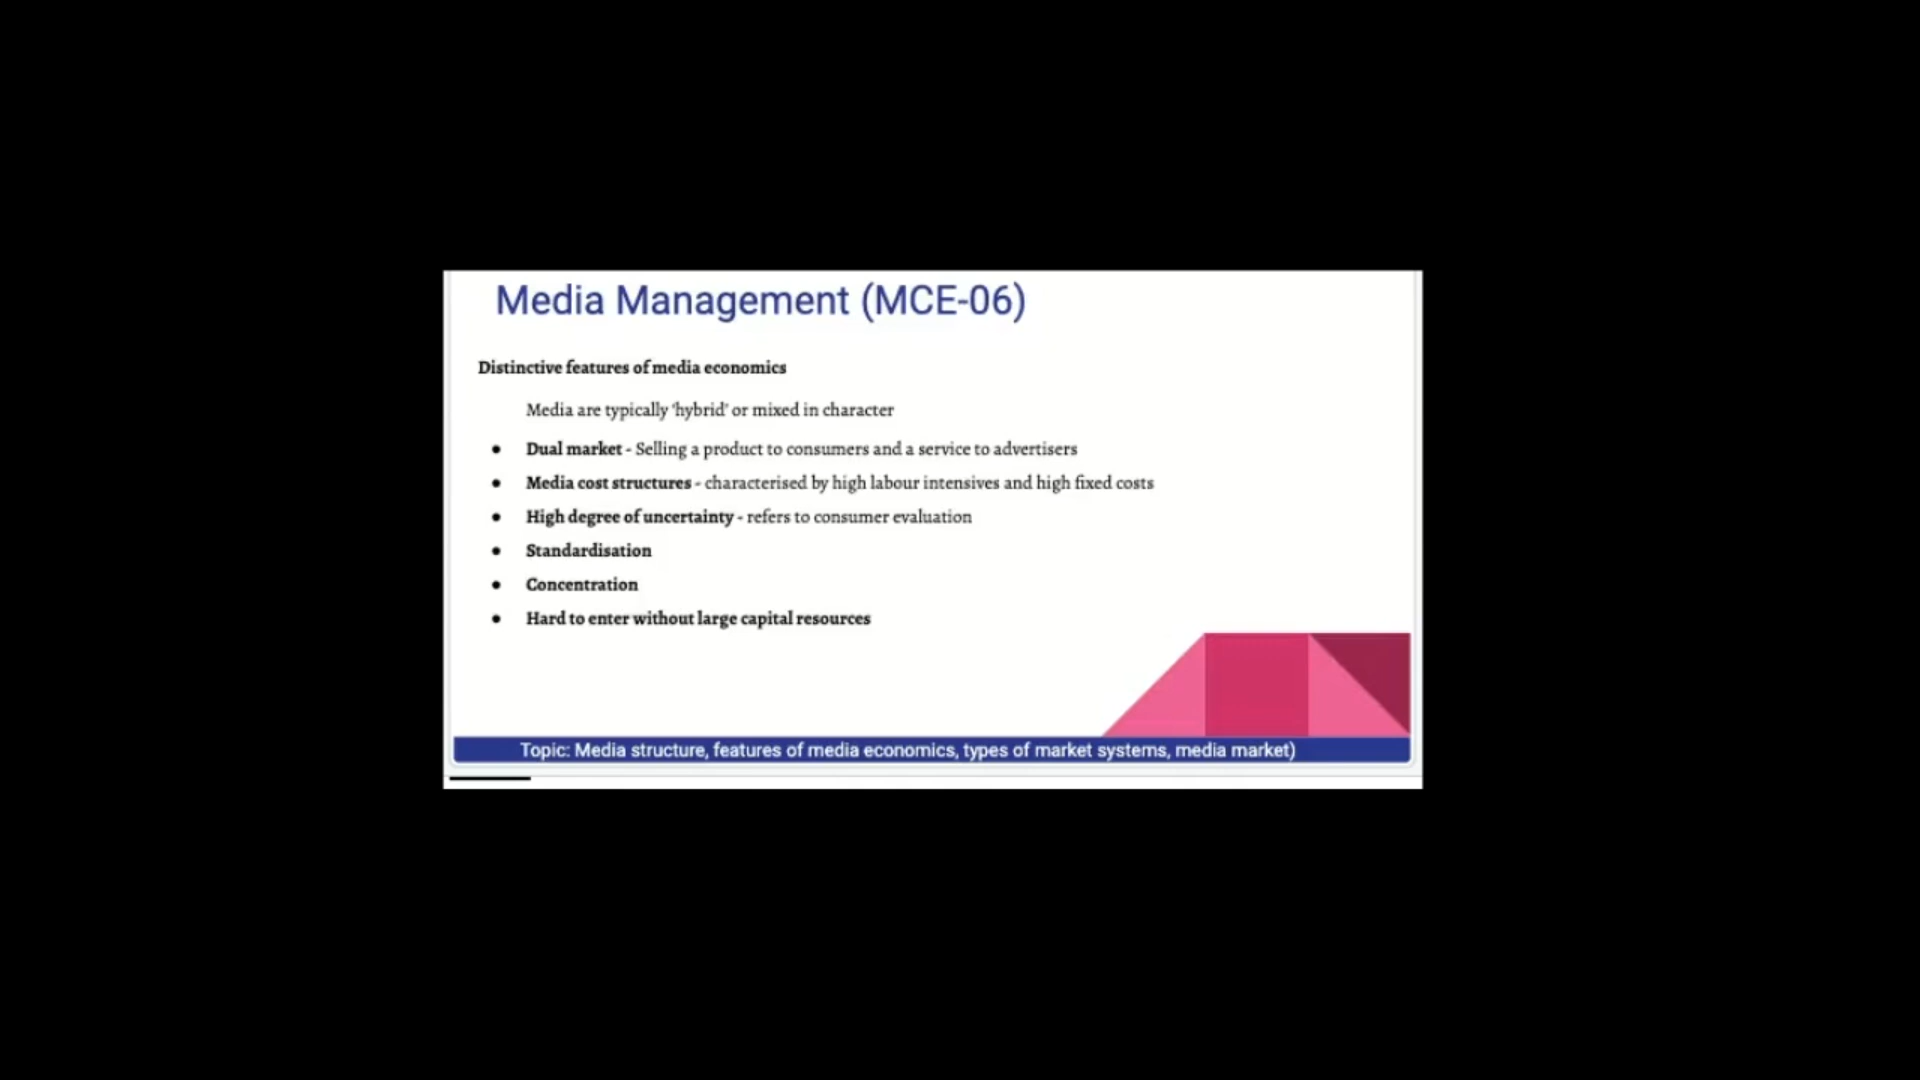 Media Management (MCE-06)
Distinctive features of media economics
Media are typically 'hybrid' or mixed in character
● Dual market - Selling a product to consumers and a service to advertisers
● Media cost structures - characterised by high labour intensives and high fixed costs
● High degree of uncertainty - refers to consumer evaluation
● Standardisation
● Concentration
● Hard to enter without large capital resources
Topic: Media structure, features of media economics, types of market systems, media market)